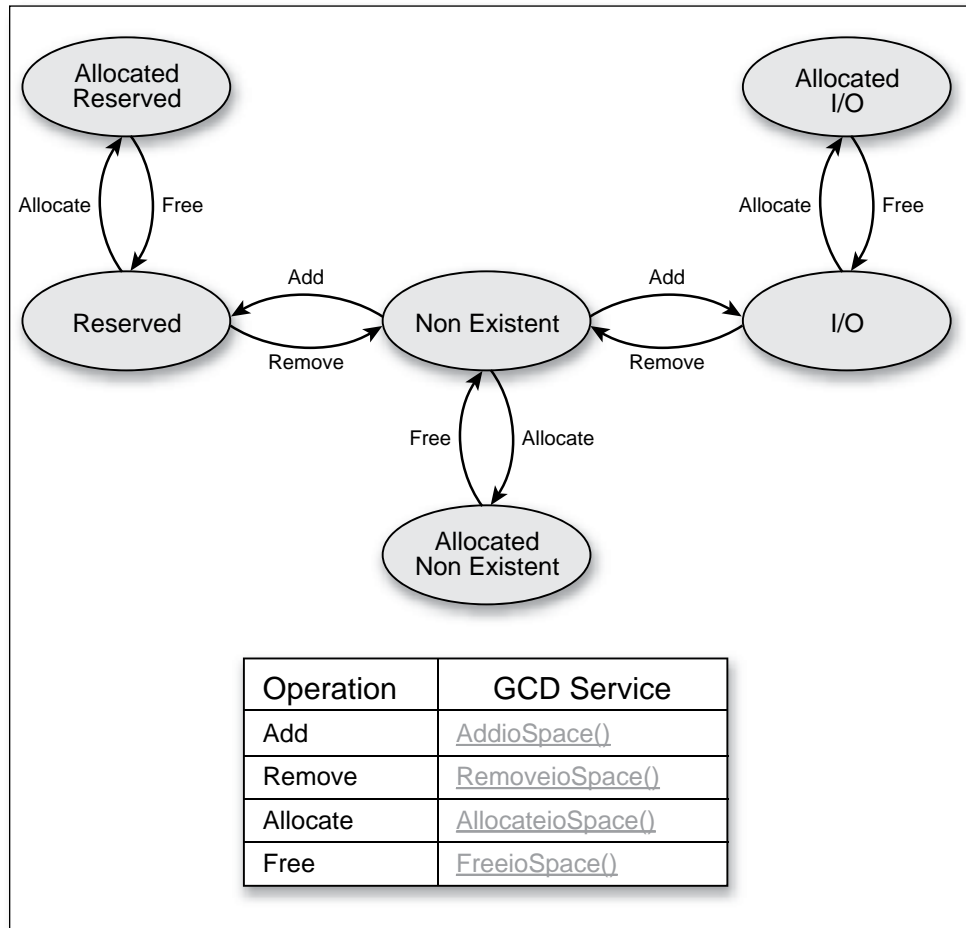 Allocated
Reserved
Allocated
I/O
Allocate
Free
Allocate
Free
Reserved
Add
Remove
Non Existent
Add
Remove
I/O
Free
Allocate
Allocated
Non Existent
Operation GCD Service
Add AddioSpace()
Remove RemoveioSpace()
Allocate AllocateioSpace()
Free FreeioSpace()